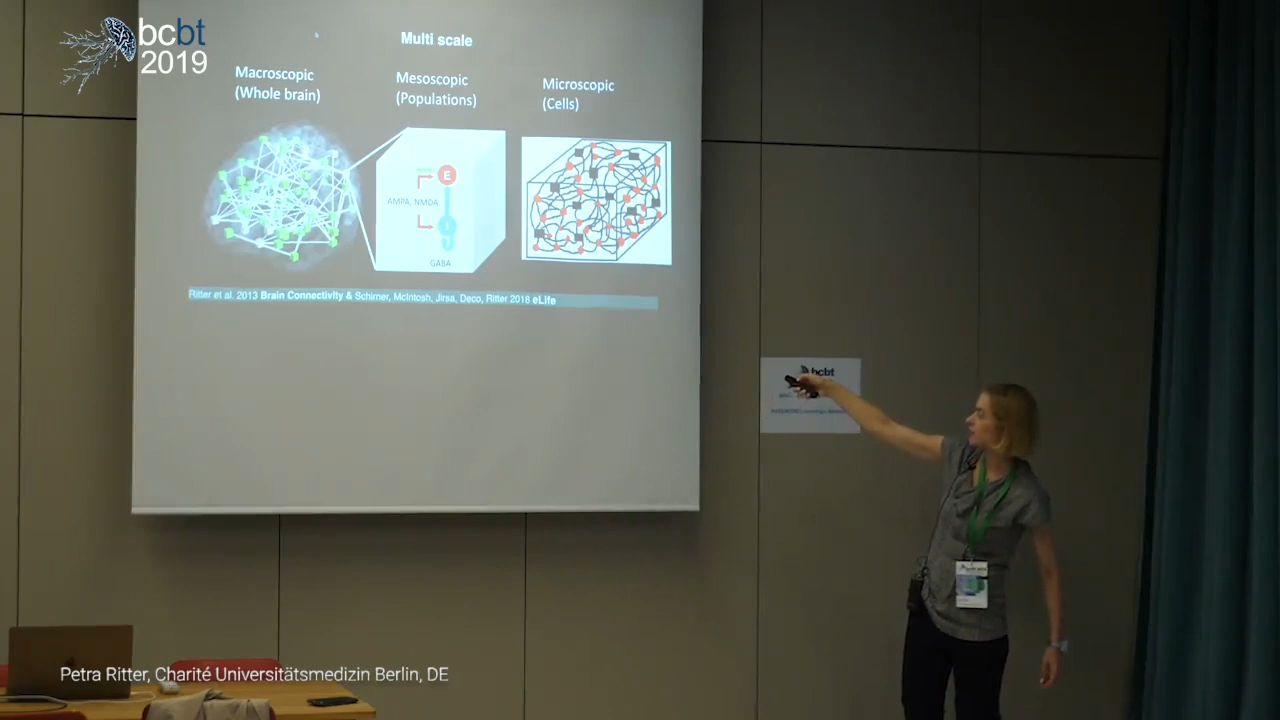 bcbt
2019
Multi scale
Macroscopic
(Whole brain)
Mesoscopic
(Populations)
Microscopic
(Cells)
E
AMPA, NMDA
I
GABA
Ritter et al. 2013 Brain Connectivity & Schirner, McIntosh, Jirsa, Deco, Ritter 2018 eLife
bcbt
Petra Ritter, Charité Universitätsmedizin Berlin, DE